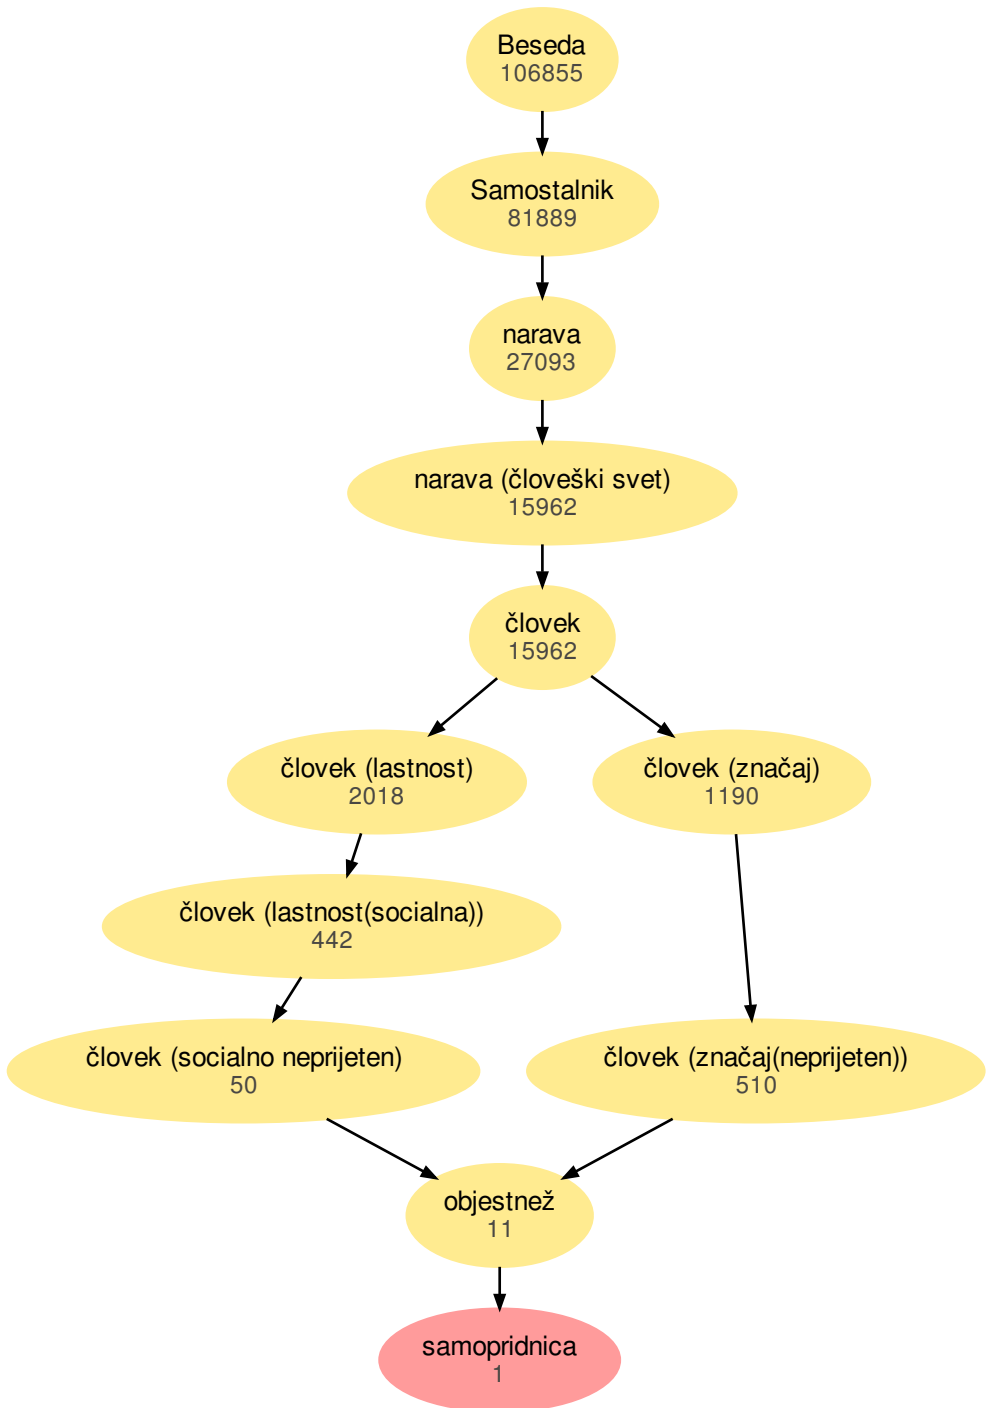 Beseda
106855
Samostalnik
81889
narava
27093
narava (človeški svet)
15962
človek
15962
človek (lastnost)
2018
človek (značaj)
1190
človek (lastnost(socialna))
442
človek (socialno neprijeten)
50
človek (značaj(neprijeten))
510
objestnež
11
samopridnica
1